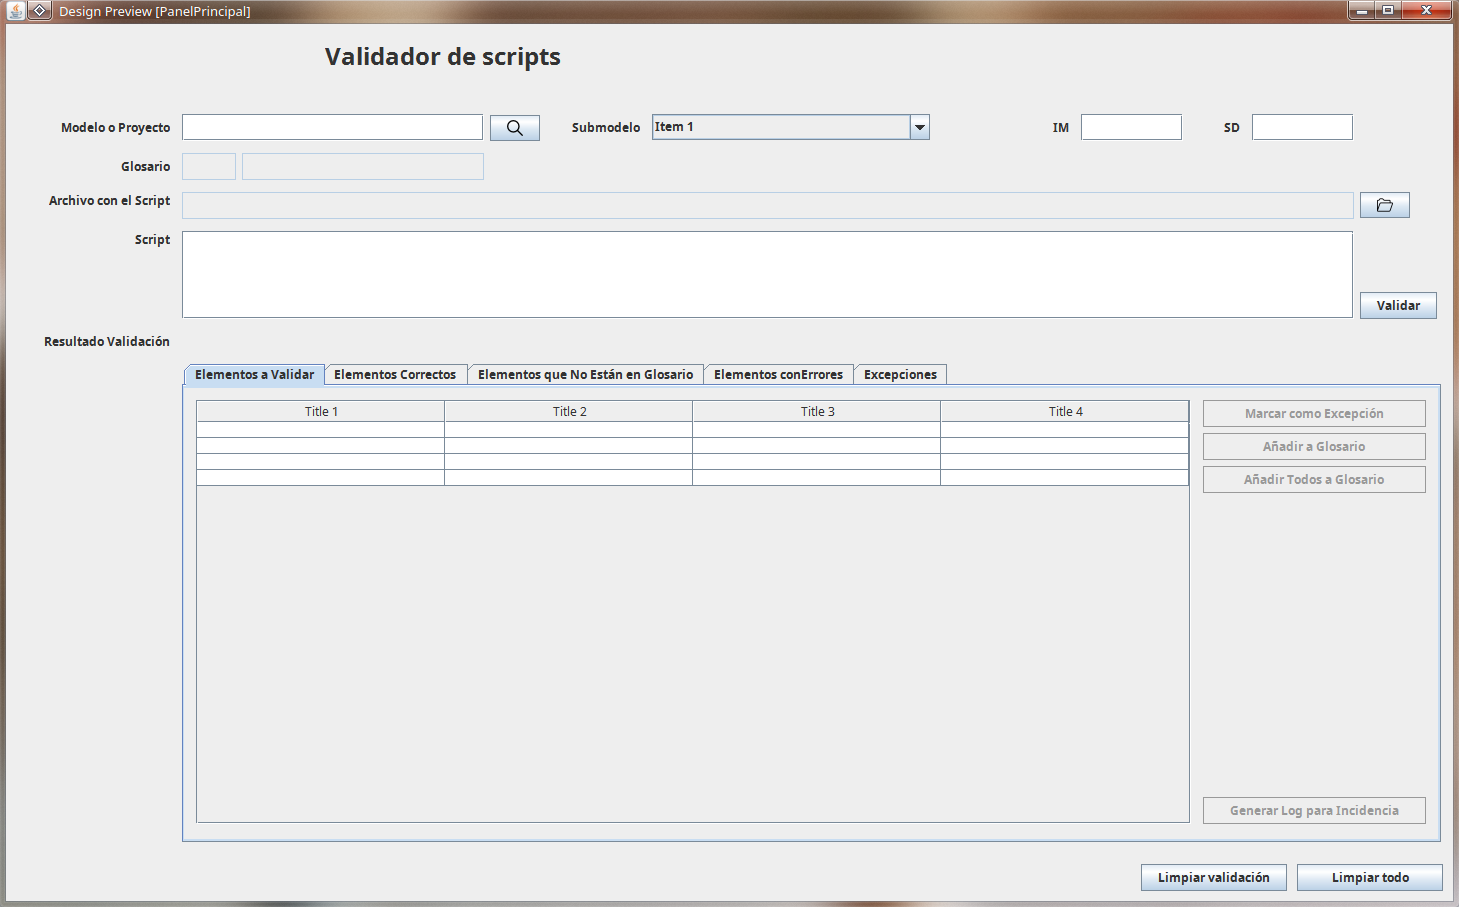 Design Preview [PanelPrincipal]
Validador de scripts
Modelo o Proyecto
Submodelo
Item 1
IM
SD
Glosario
Archivo con el Script
Script
Validar
Resultado Validación
Elementos a Validar
Elementos Correctos
Elementos que No Están en Glosario
Elementos conErrores
Excepciones
Title 1
Title 2
Title 3
Title 4
Marcar como Excepción
Añadir a Glosario
Añadir Todos a Glosario
Generar Log para Incidencia
Limpiar validación
Limpiar todo